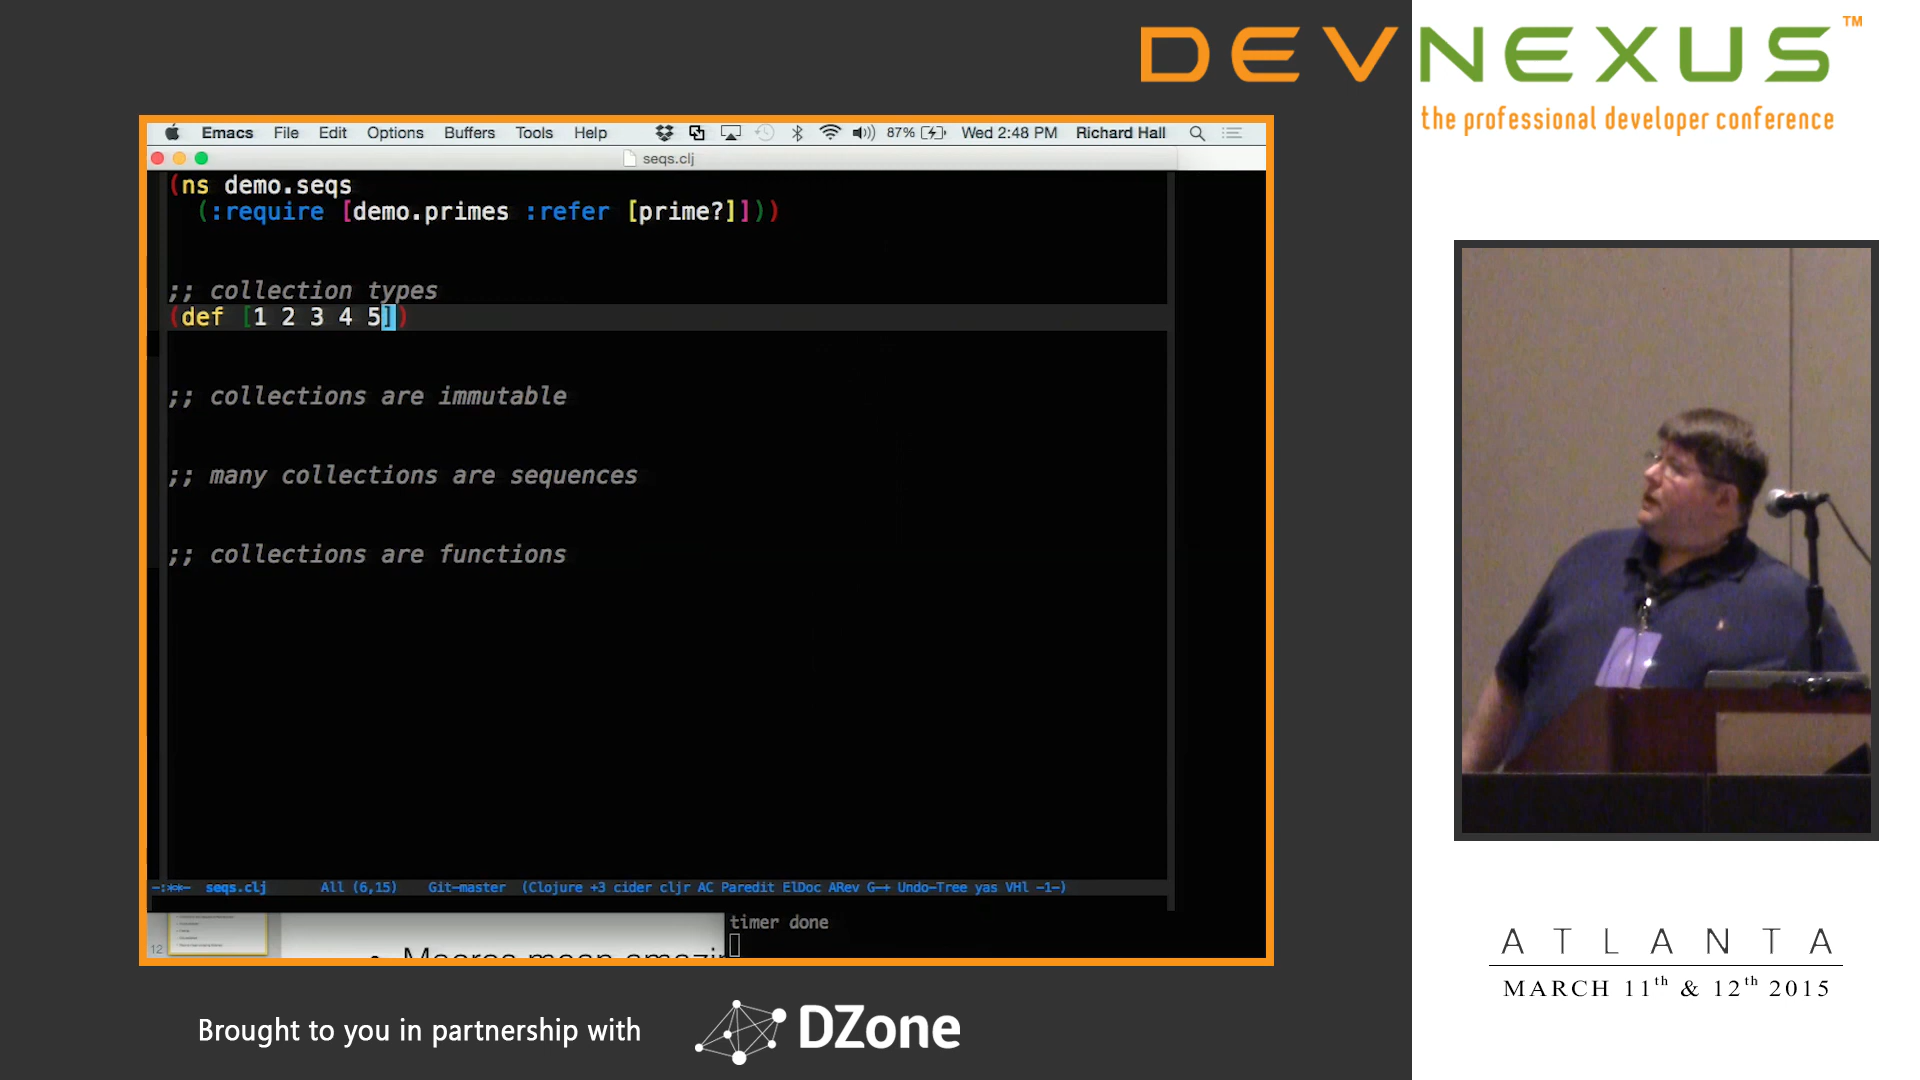 DEVNEXUS™
the professional developer conference
Emacs File Edit Options Buffers Tools Help 87% Wed 2:48 PM Richard Hall
seqs.clj
(ns demo.seqs
(:require [demo.primes :refer [prime?]]))
;; collection types
(def [1 2 3 4 5])
;; collections are immutable
;; many collections are sequences
;; collections are functions
-:**- seqs.clj All (6,15) Git-master (Clojure +3 cider cljr AC Paredit ElDoc ARev G-+ Undo-Tree yas VHl -1-)
timer done
12
ATLANTA
MARCH 11th & 12th 2015
Brought to you in partnership with
DZone